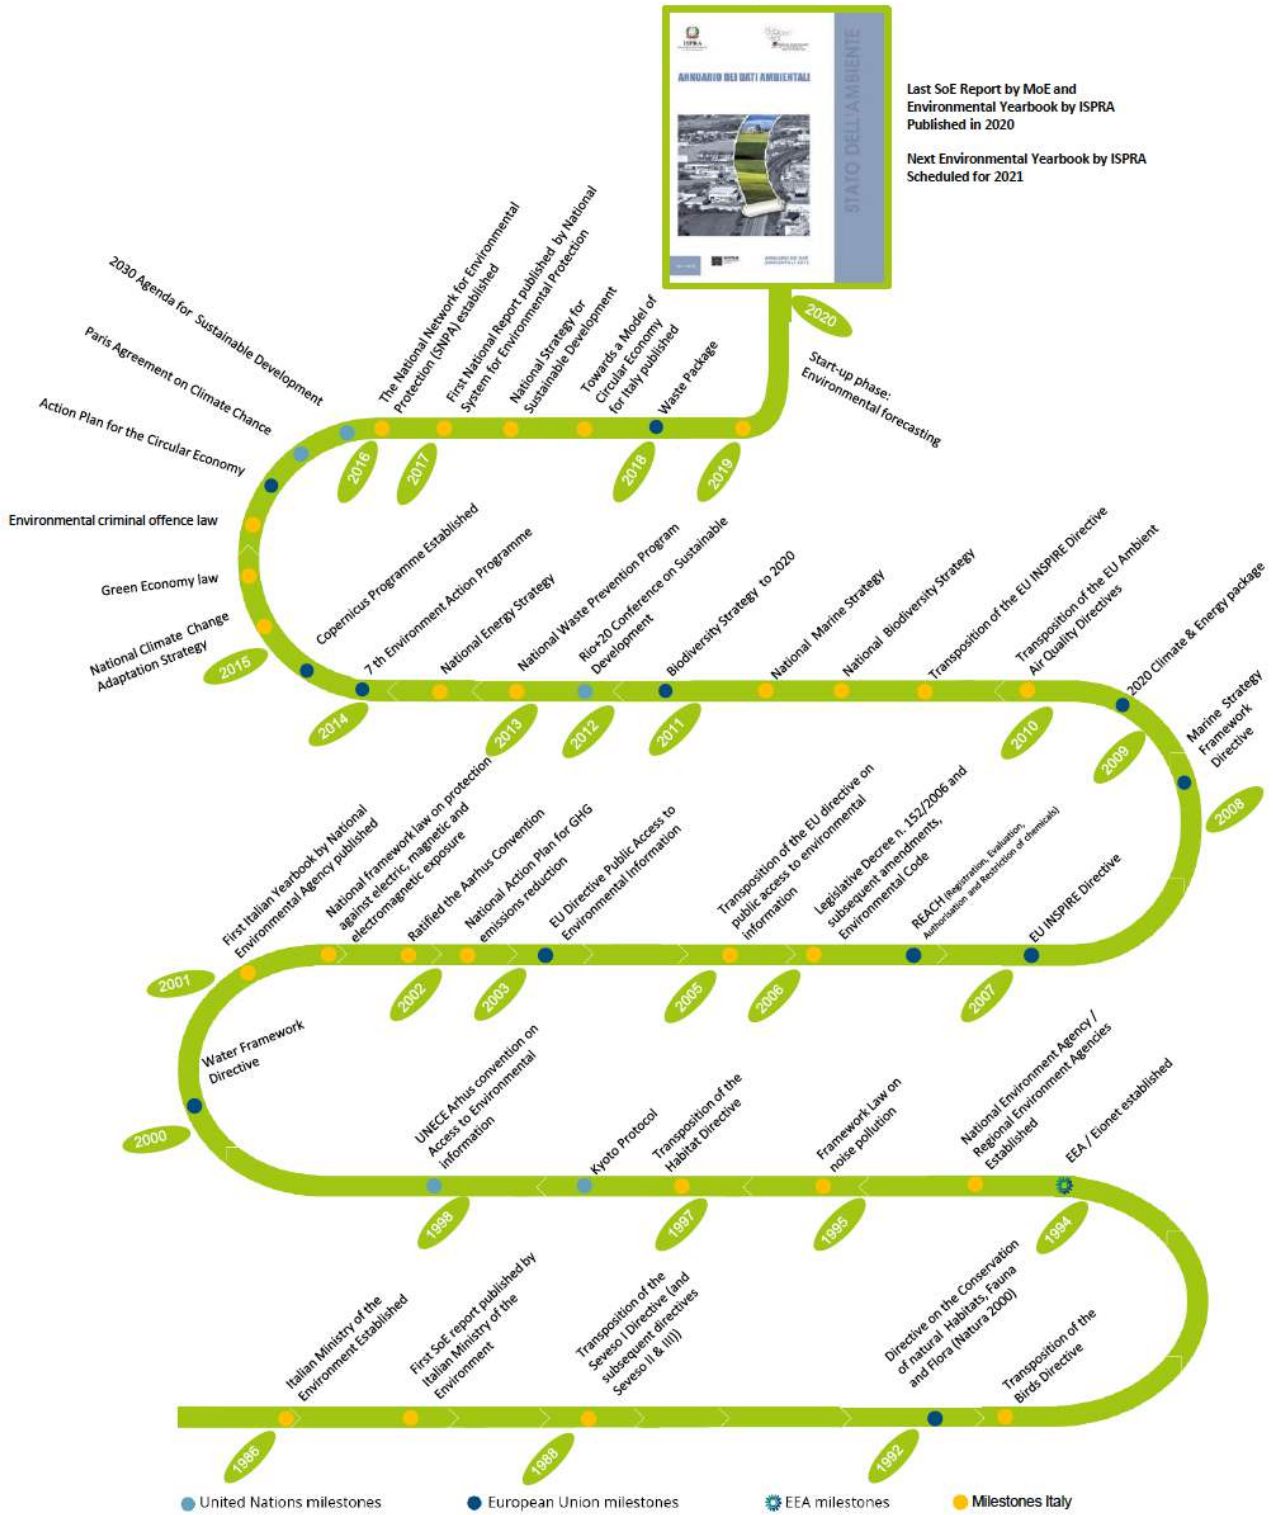 ISPRA
ANNUARIO DEI DATI AMBIENTALI
STATO DELL'AMBIENTE
Last SoE Report by MoE and
Environmental Yearbook by ISPRA
Published in 2020
Next Environmental Yearbook by ISPRA
Scheduled for 2021
2020
Start-up phase:
Environmental forecasting
2030 Agenda for Sustainable Development
Paris Agreement on Climate Chance
Action Plan for the Circular Economy
Environmental criminal offence law
Green Economy law
National Climate Change
Adaptation Strategy
The National Network for Environmental
Protection (SNPA) established
First National Report published by National
System for Environmental Protection
National Strategy for
Sustainable Development
Towards a Model of
Circular Economy
for Italy published
Waste Package
2016
2017
2018
2019
Copernicus Programme Established
7 th Environment Action Programme
National Energy Strategy
National Waste Prevention Program
Rio+20 Conference on Sustainable
Development
Biodiversity Strategy to 2020
National Marine Strategy
National Biodiversity Strategy
Transposition of the EU INSPIRE Directive
Transposition of the EU Ambient
Air Quality Directives
2020 Climate & Energy package
Marine Strategy
Framework
Directive
2015
2014
2013
2012
2011
2010
2009
2008
First Italian Yearbook by National
Environmental Agency published
National framework law on protection
against electric, magnetic and
electromagnetic exposure
Ratified the Aarhus Convention
National Action Plan for GHG
emissions reduction
EU Directive Public Access to
Environmental Information
Transposition of the EU directive on
public access to environmental
information
Legislative Decree n. 152/2006 and
subsequent amendments,
Environmental Code
REACH (Registration, Evaluation,
Authorisation and Restriction of chemicals)
EU INSPIRE Directive
2001
2002
2003
2005
2006
2007
Water Framework
Directive
2000
UNECE Arhus convention on
Access to Environmental
information
Kyoto Protocol
Transposition of the
Habitat Directive
Framework Law on
noise pollution
National Environment Agency /
Regional Environment Agencies
Established
EEA / Eionet established
1998
1997
1995
1994
Italian Ministry of the
Environment Established
First SoE report published by
Italian Ministry of the
Environment
Transposition of the
Seveso I Directive (and
subsequent directives
Seveso II & III))
Directive on the Conservation
of natural Habitats, Fauna
and Flora (Natura 2000)
Transposition of the
Birds Directive
1986
1988
1992
United Nations milestones
European Union milestones
EEA milestones
Milestones Italy